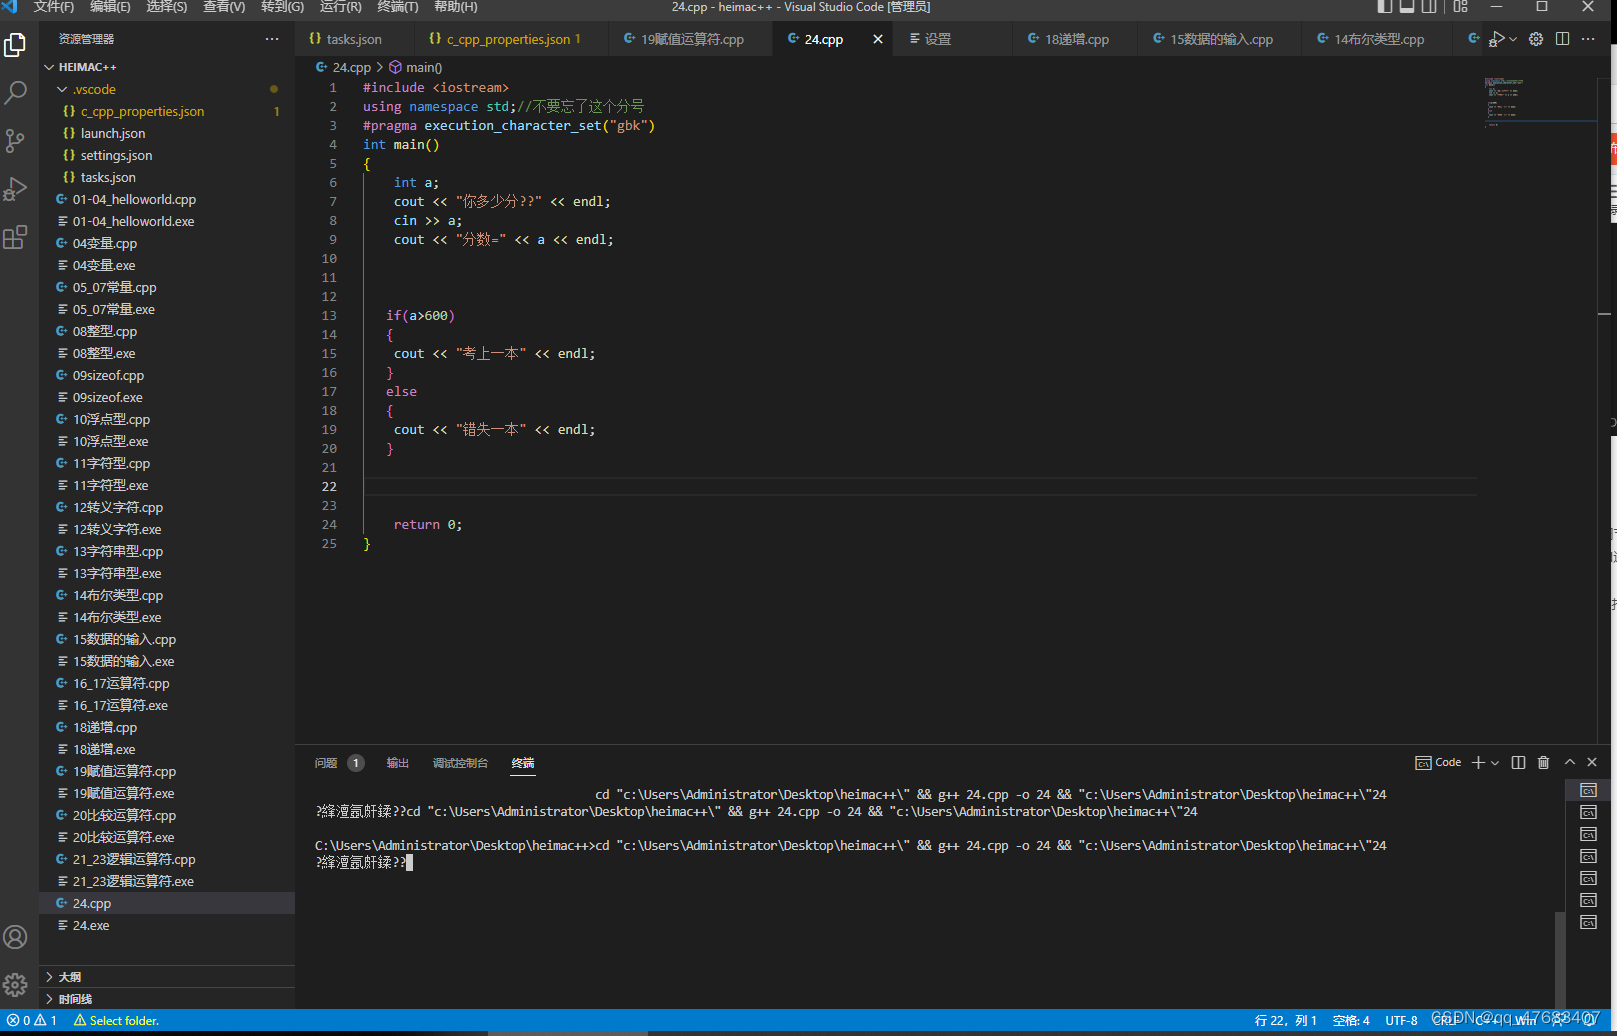 文件(F) 编辑(E) 选择(S) 查看(V) 转到(G) 运行(R) 终端(T) 帮助(H) 24.cpp - heimac++ - Visual Studio Code [管理员]
资源管理器
tasks.json c_cpp_properties.json 1 19赋值运算符.cpp 24.cpp 设置 18递增.cpp 15数据的输入.cpp 14布尔类型.cpp
24.cpp > main()
HEIMAC++
.vscode
c_cpp_properties.json 1
launch.json
settings.json
tasks.json
01-04_helloworld.cpp
01-04_helloworld.exe
04变量.cpp
04变量.exe
05_07常量.cpp
05_07常量.exe
08整型.cpp
08整型.exe
09sizeof.cpp
09sizeof.exe
10浮点型.cpp
10浮点型.exe
11字符型.cpp
11字符型.exe
12转义字符.cpp
12转义字符.exe
13字符串型.cpp
13字符串型.exe
14布尔类型.cpp
14布尔类型.exe
15数据的输入.cpp
15数据的输入.exe
16_17运算符.cpp
16_17运算符.exe
18递增.cpp
18递增.exe
19赋值运算符.cpp
19赋值运算符.exe
20比较运算符.cpp
20比较运算符.exe
21_23逻辑运算符.cpp
21_23逻辑运算符.exe
24.cpp
24.exe
大纲
时间线
1 #include <iostream>
2 using namespace std;//不要忘了这个分号
3 #pragma execution_character_set("gbk")
4 int main()
5 {
6 int a;
7 cout << "你多少分??" << endl;
8 cin >> a;
9 cout << "分数=" << a << endl;
10
11
12
13 if(a>600)
14 {
15 cout << "考上一本" << endl;
16 }
17 else
18 {
19 cout << "错失一本" << endl;
20 }
21
22
23
24 return 0;
25 }
问题 1 输出 调试控制台 终端 Code
cd "c:\Users\Administrator\Desktop\heimac++\" && g++ 24.cpp -o 24 && "c:\Users\Administrator\Desktop\heimac++\"24
cd "c:\Users\Administrator\Desktop\heimac++\" && g++ 24.cpp -o 24 && "c:\Users\Administrator\Desktop\heimac++\"24
C:\Users\Administrator\Desktop\heimac++>cd "c:\Users\Administrator\Desktop\heimac++\" && g++ 24.cpp -o 24 && "c:\Users\Administrator\Desktop\heimac++\"24
0 1 Select folder. 行 22，列 1 空格: 4 UTF-8 CRLF C++ Win
CSDN @qq_47683407